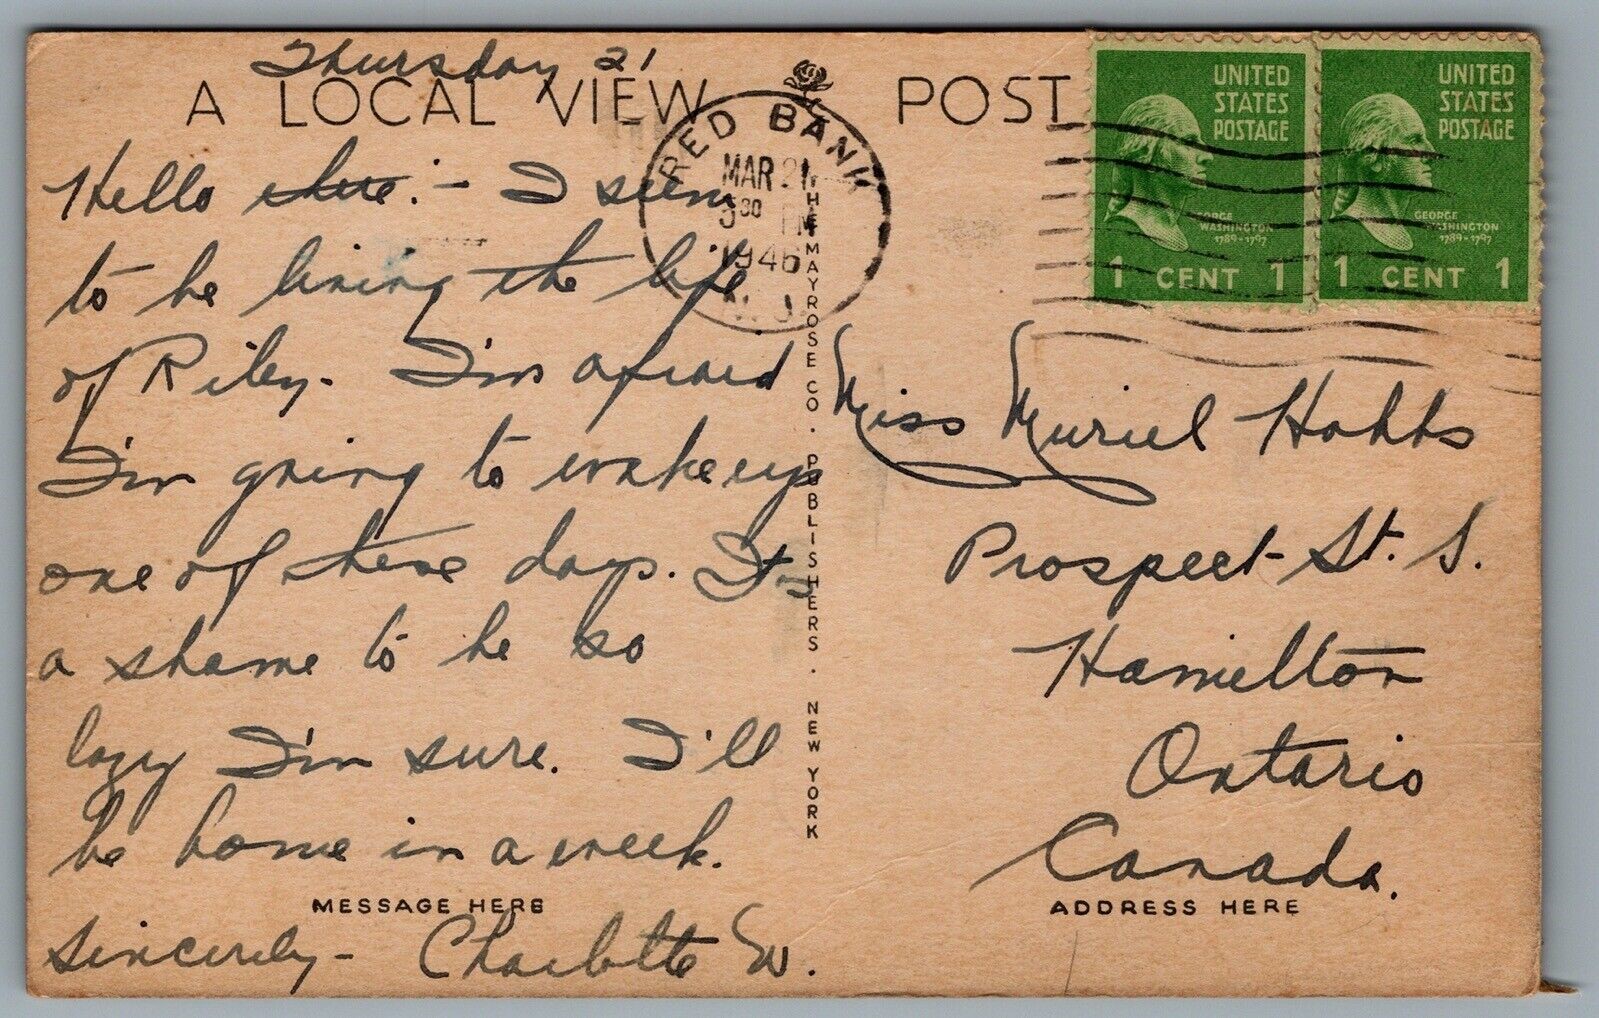 Thursday 21
A LOCAL VIEW POST
RED BANK
MAR 21
5 30 PM
1946
N. J.
UNITED STATES POSTAGE
GEORGE WASHINGTON
1789-1797
1 CENT 1
UNITED STATES POSTAGE
GEORGE WASHINGTON
1789-1797
1 CENT 1
Hello there:- I seem
to be living the life
of Riley. I'm afraid
I'm going to wake up
one of these days. It's
a shame to be so
lazy I'm sure. I'll
be home in a week.
MESSAGE HERE
Sincerely- Charlotte W.
THE MAYROSE CO. PUBLISHERS. NEW YORK
Miss Muriel Hobbs
Prospect St. S.
Hamilton
Ontario
Canada.
ADDRESS HERE